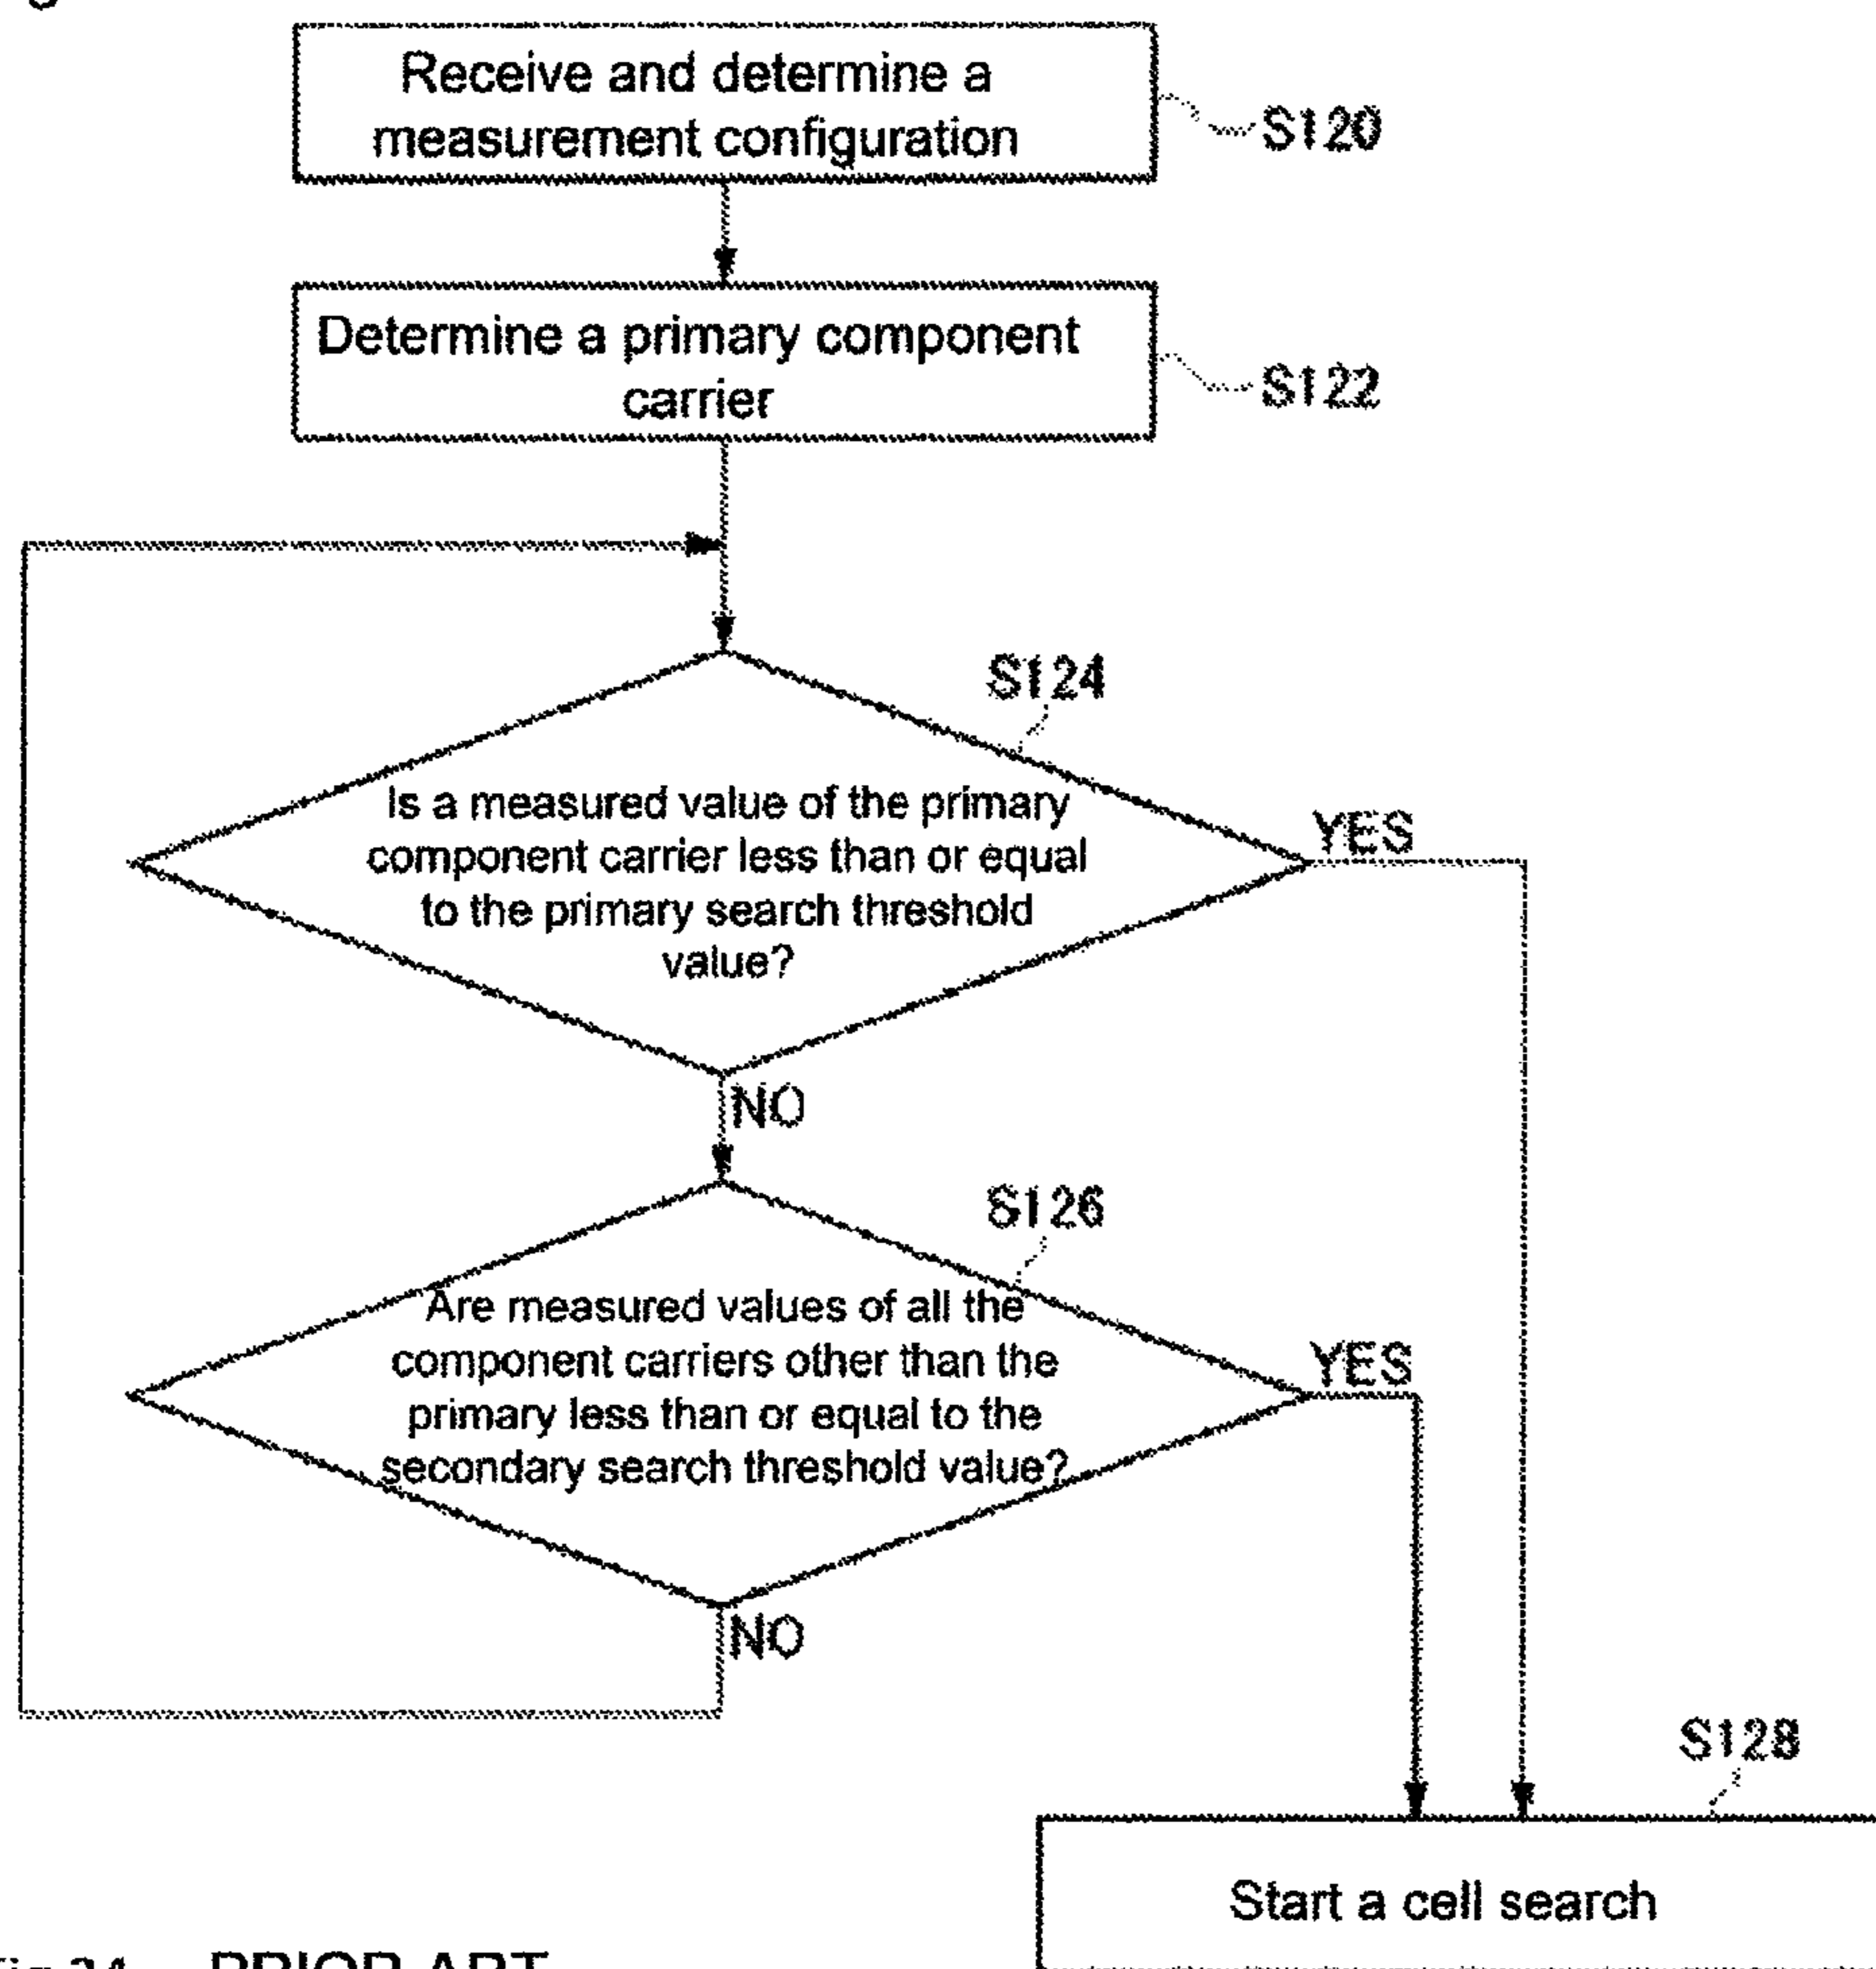 Receive and determine a
measurement configuration
S120
Determine a primary component
carrier
S122
S124
Is a measured value of the primary
component carrier less than or equal
to the primary search threshold
value?
YES
NO
S126
Are measured values of all the
component carriers other than the
primary less than or equal to the
secondary search threshold value?
YES
NO
S128
Start a cell search
PRIOR ART